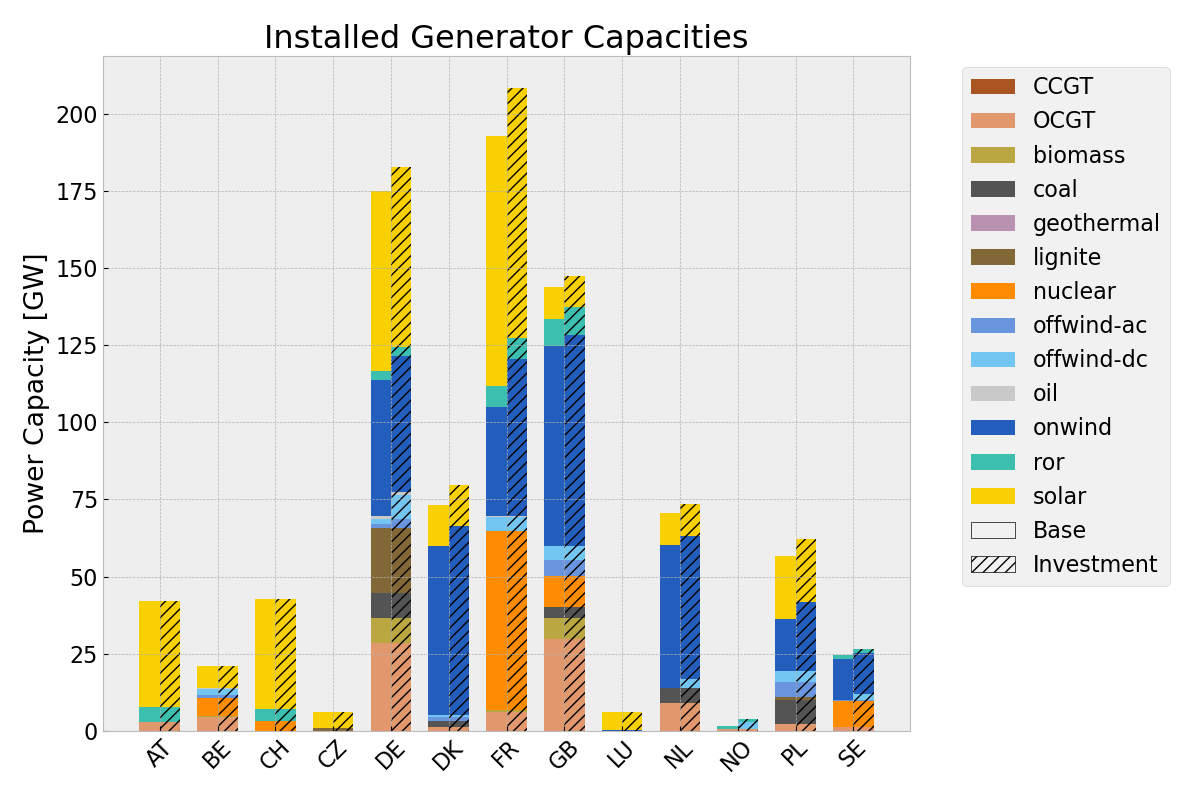 Installed Generator Capacities
Power Capacity [GW]
200
175
150
125
100
75
50
25
0
AT
BE
CH
CZ
DE
DK
FR
GB
LU
NL
NO
PL
SE
CCGT
OCGT
biomass
coal
geothermal
lignite
nuclear
offwind-ac
offwind-dc
oil
onwind
ror
solar
Base
Investment